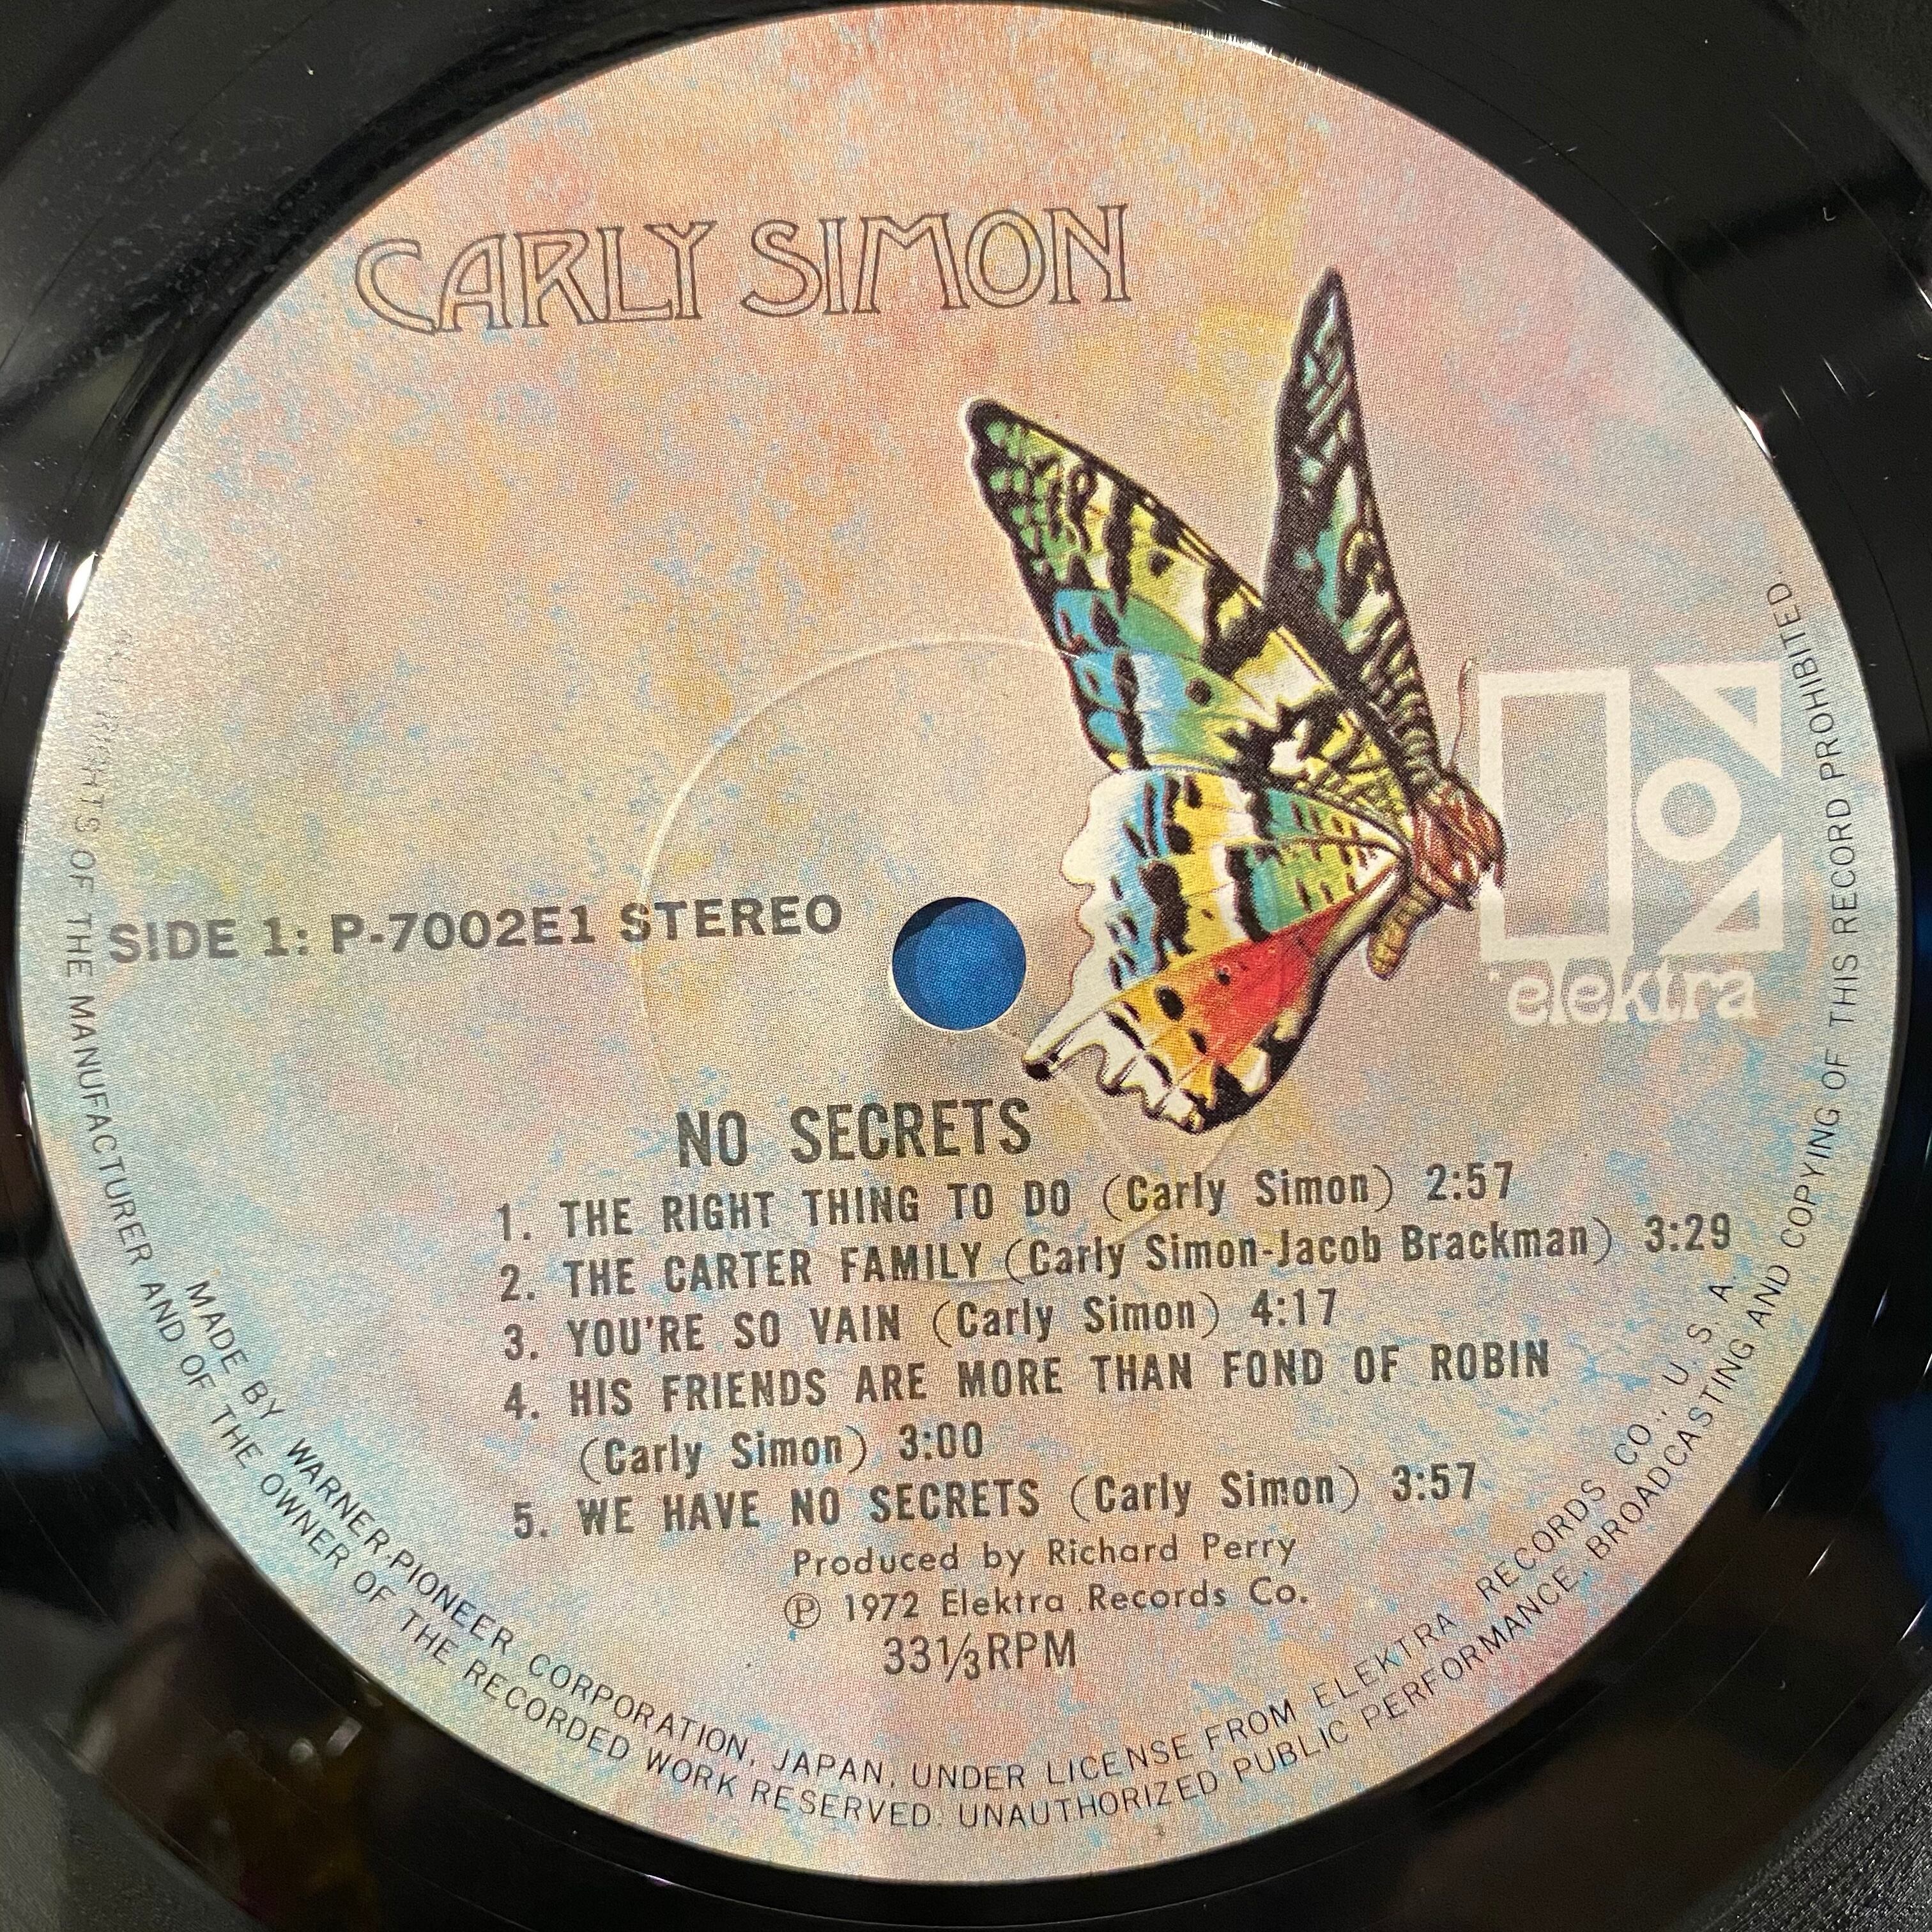 CARLY SIMON
elektra
SIDE 1: P-7002E1 STEREO
NO SECRETS
1. THE RIGHT THING TO DO (Carly Simon) 2:57
2. THE CARTER FAMILY (Carly Simon-Jacob Brackman) 3:29
3. YOU'RE SO VAIN (Carly Simon) 4:17
4. HIS FRIENDS ARE MORE THAN FOND OF ROBIN
(Carly Simon) 3:00
5. WE HAVE NO SECRETS (Carly Simon) 3:57
Produced by Richard Perry
Ⓟ 1972 Elektra Records Co.
33⅓RPM
MADE BY WARNER-PIONEER CORPORATION, JAPAN, UNDER LICENSE FROM ELEKTRA RECORDS CO., U. S. A.
ALL RIGHTS OF THE MANUFACTURER AND OF THE OWNER OF THE RECORDED WORK RESERVED. UNAUTHORIZED PUBLIC PERFORMANCE, BROADCASTING AND COPYING OF THIS RECORD PROHIBITED.